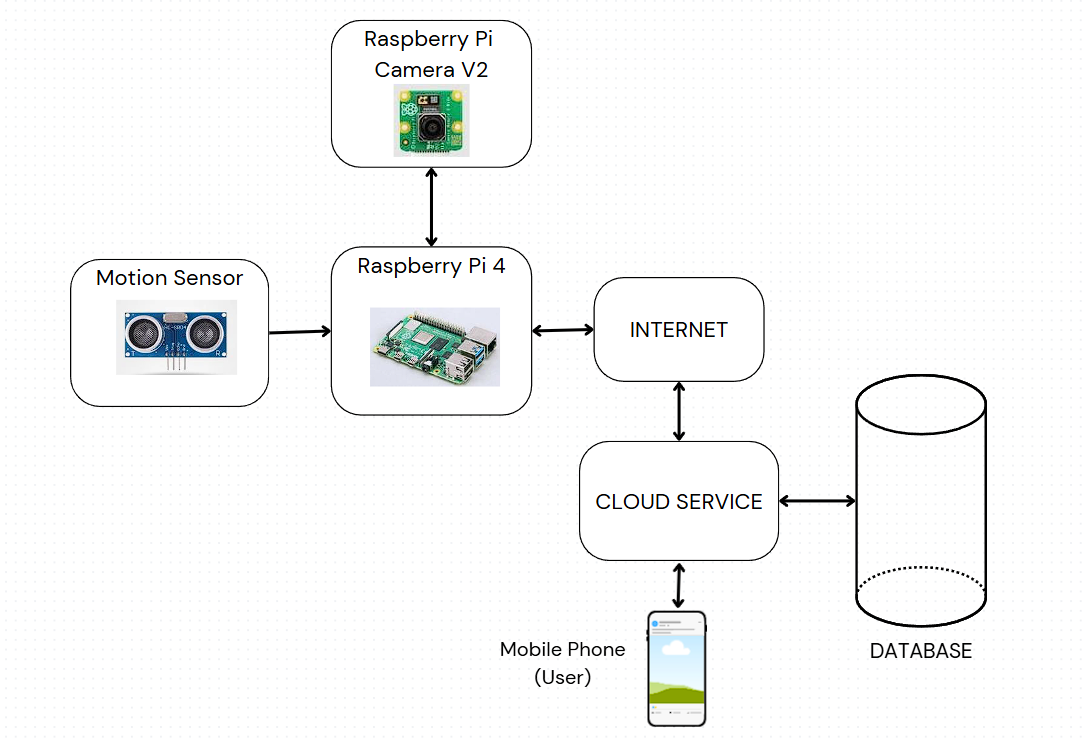 Raspberry Pi
Camera V2
Motion Sensor
Raspberry Pi 4
INTERNET
CLOUD SERVICE
Mobile Phone
(User)
DATABASE